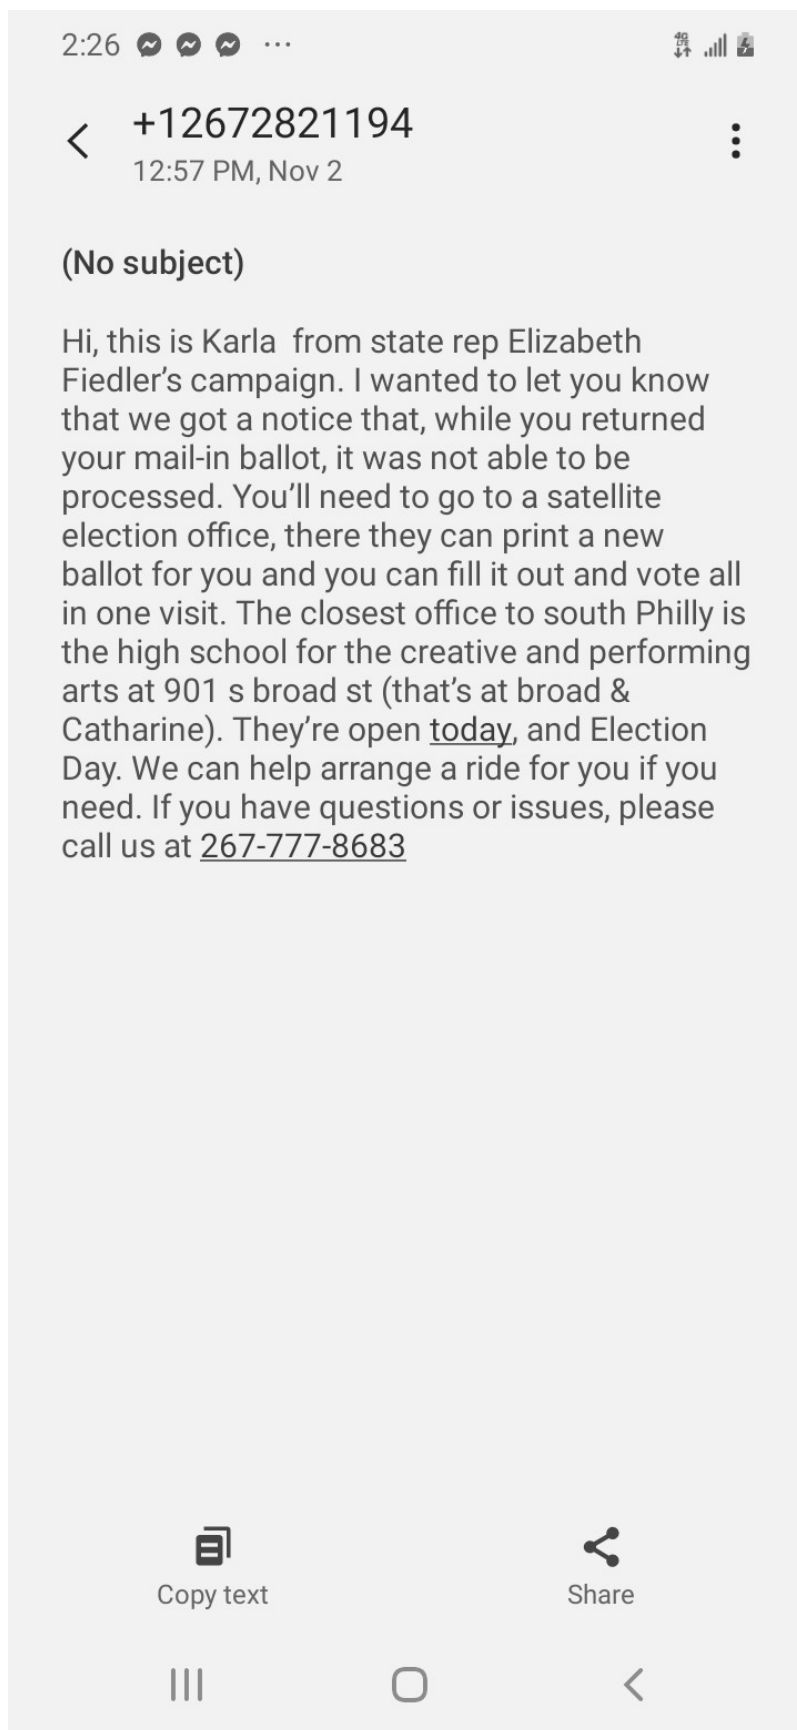 2:26
4G LTE
+12672821194
12:57 PM, Nov 2
(No subject)
Hi, this is Karla  from state rep Elizabeth
Fiedler’s campaign. I wanted to let you know
that we got a notice that, while you returned
your mail-in ballot, it was not able to be
processed. You’ll need to go to a satellite
election office, there they can print a new
ballot for you and you can fill it out and vote all
in one visit. The closest office to south Philly is
the high school for the creative and performing
arts at 901 s broad st (that’s at broad &
Catharine). They’re open today, and Election
Day. We can help arrange a ride for you if you
need. If you have questions or issues, please
call us at 267-777-8683
Copy text
Share